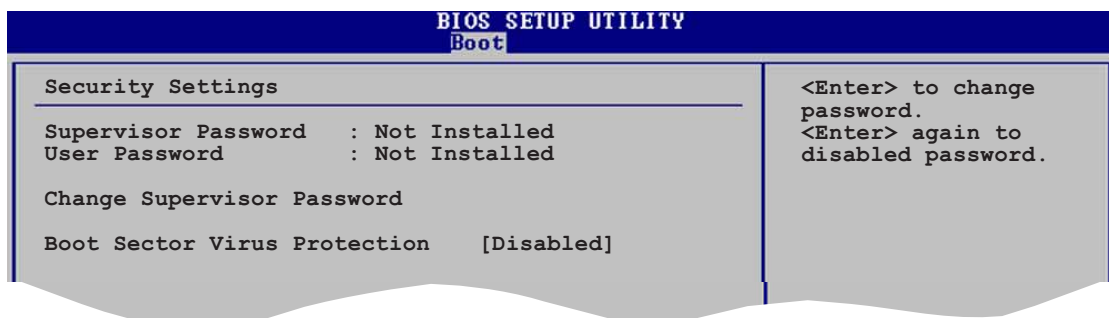 BIOS SETUP UTILITY
Boot
Security Settings
Supervisor Password : Not Installed
User Password : Not Installed
Change Supervisor Password
Boot Sector Virus Protection [Disabled]
<Enter> to change
password.
<Enter> again to
disabled password.